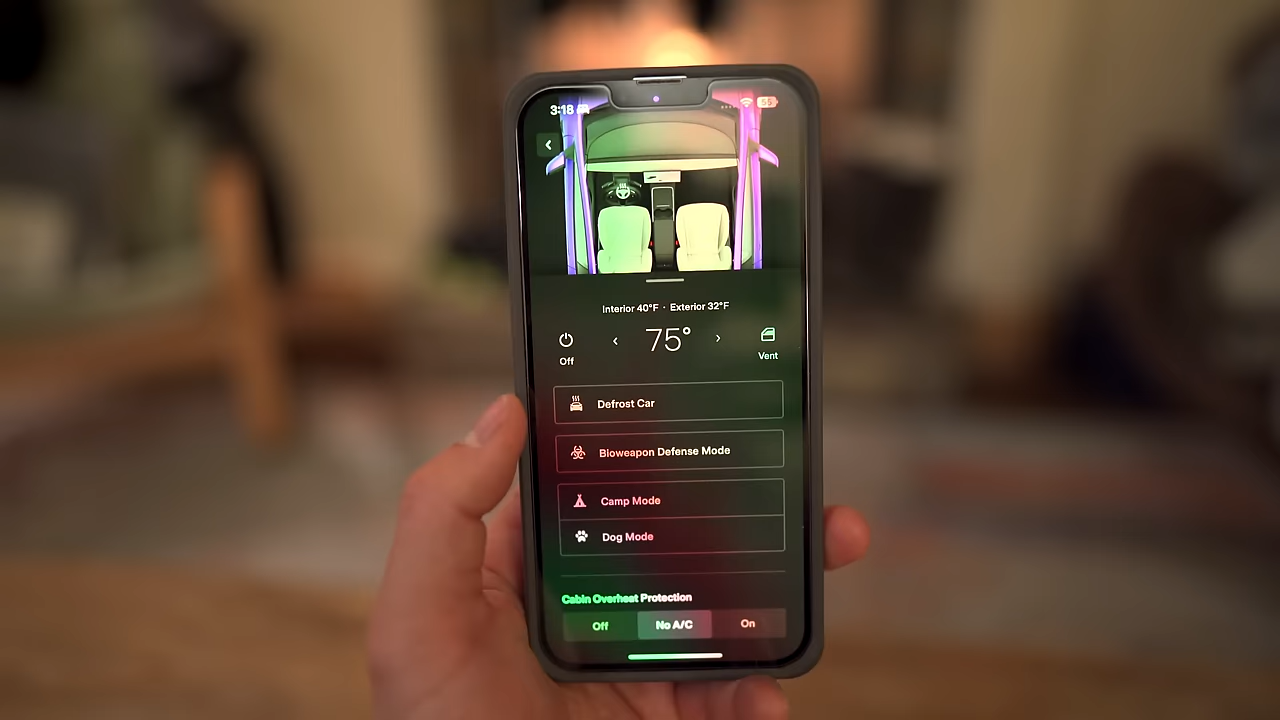 3:18
55
Interior 40°F · Exterior 32°F
75°
Off
Vent
Defrost Car
Bioweapon Defense Mode
Camp Mode
Dog Mode
Cabin Overheat Protection
Off No A/C On